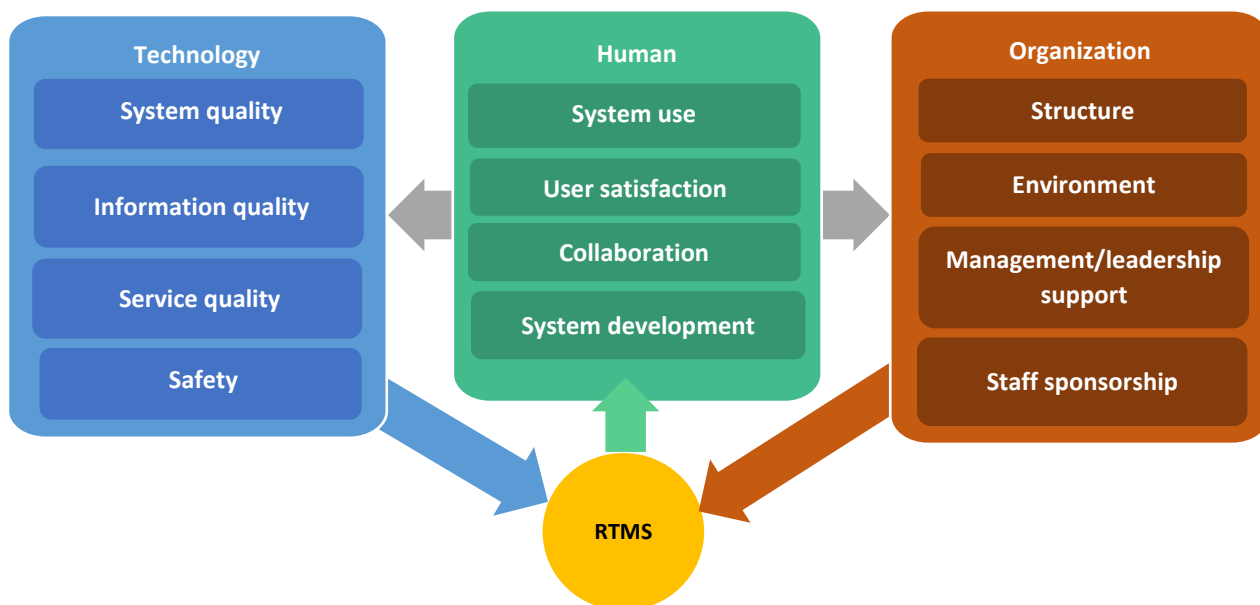 Technology
System quality
Information quality
Service quality
Safety
Human
System use
User satisfaction
Collaboration
System development
Organization
Structure
Environment
Management/leadership
support
Staff sponsorship
RTMS